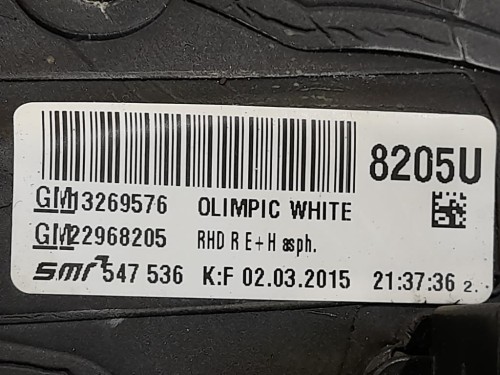 8205U
GM13269576 OLIMPIC WHITE
GM22968205 RHD R E+H asph.
smr 547 536 K:F 02.03.2015 21:37:36 2.